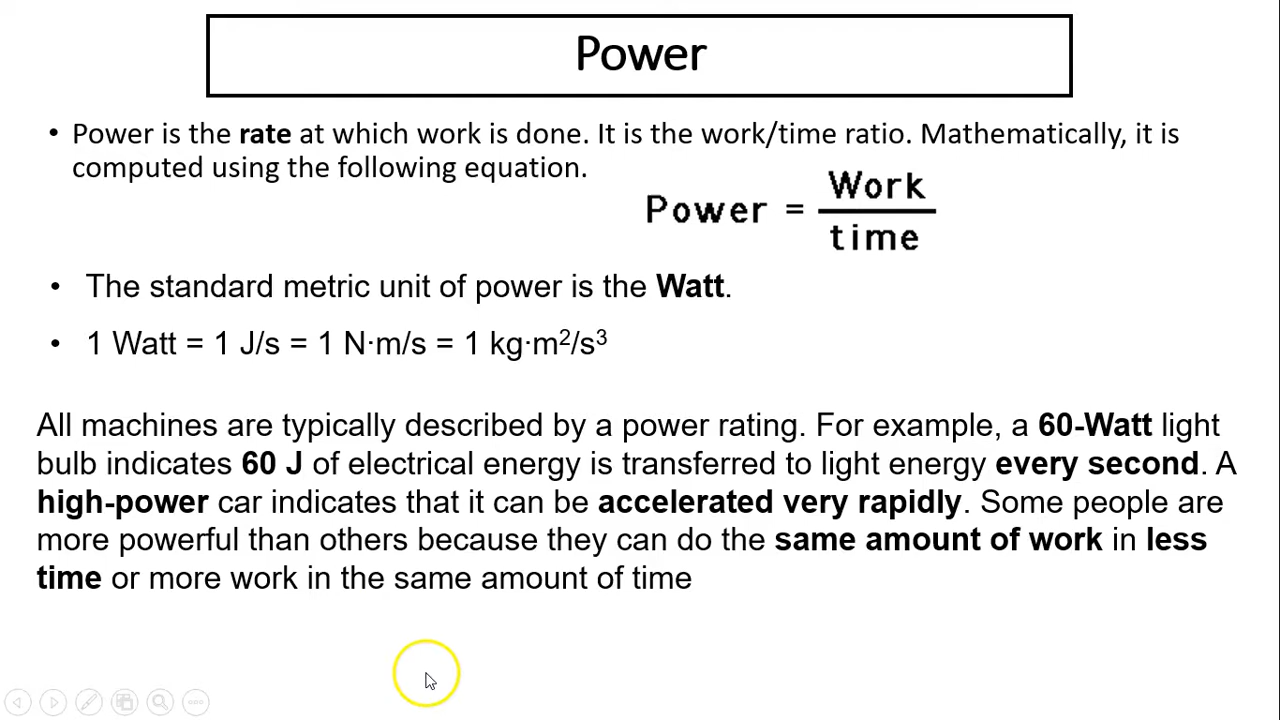 Power
• Power is the rate at which work is done. It is the work/time ratio. Mathematically, it is
computed using the following equation.
Power = Work
time
• The standard metric unit of power is the Watt.
• 1 Watt = 1 J/s = 1 N·m/s = 1 kg·m²/s³
All machines are typically described by a power rating. For example, a 60-Watt light
bulb indicates 60 J of electrical energy is transferred to light energy every second. A
high-power car indicates that it can be accelerated very rapidly. Some people are
more powerful than others because they can do the same amount of work in less
time or more work in the same amount of time